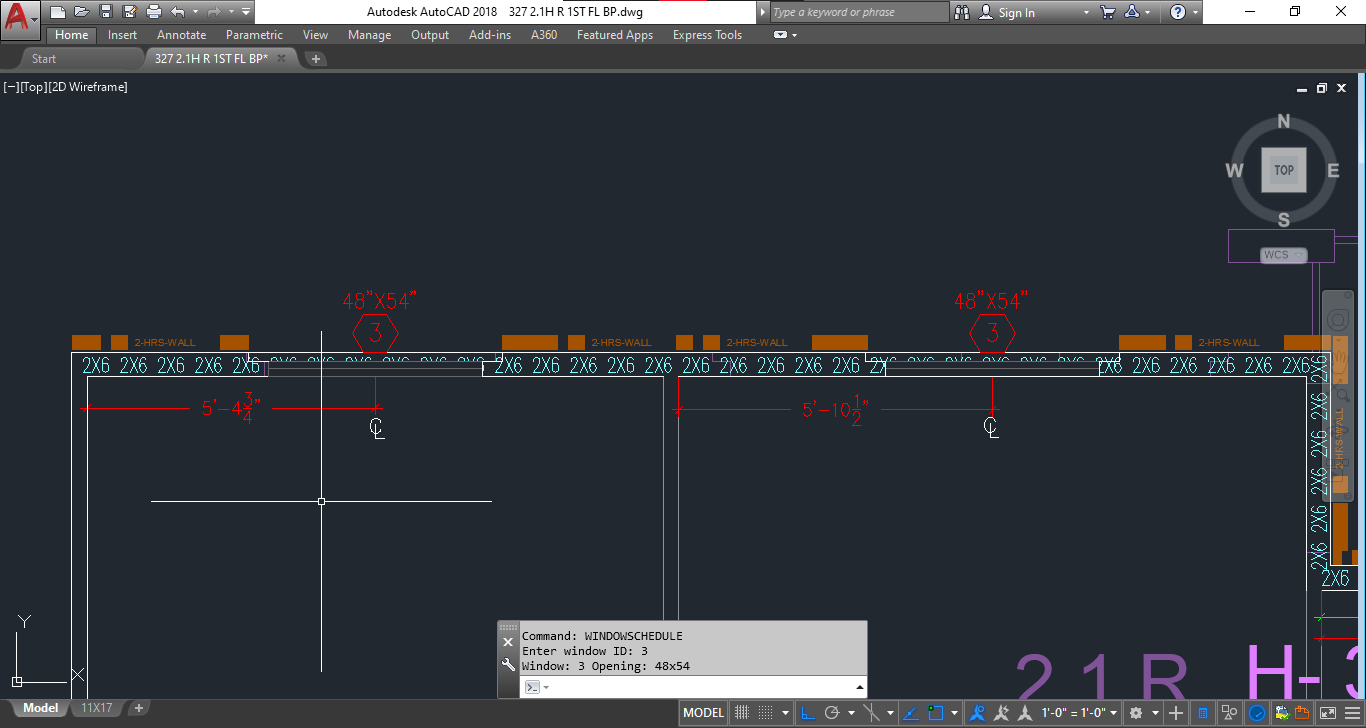 Autodesk AutoCAD 2018 327 2.1H R 1ST FL BP.dwg
Type a keyword or phrase
Sign In
Home Insert Annotate Parametric View Manage Output Add-ins A360 Featured Apps Express Tools
Start 327 2.1H R 1ST FL BP*
[−][Top][2D Wireframe]
N
W TOP E
S
WCS
48"X54" 48"X54"
3 3
2-HRS-WALL 2-HRS-WALL 2-HRS-WALL 2-HRS-WALL
2X6 2X6 2X6 2X6 2X6 2X6 2X6 2X6 2X6 2X6 2X6 2X6 2X6 2X6 2X6 2X6 2X6 2X6 2X6
5'-4 3/4" 5'-10 1/2"
2X6
2X6
2X6
2X6
2X6
2X6
2-HRS-WALL
2X6
Y
X
Command: WINDOWSCHEDULE
Enter window ID: 3
Window: 3 Opening: 48x54
21R H-3
Model 11X17
MODEL 1'-0" = 1'-0"